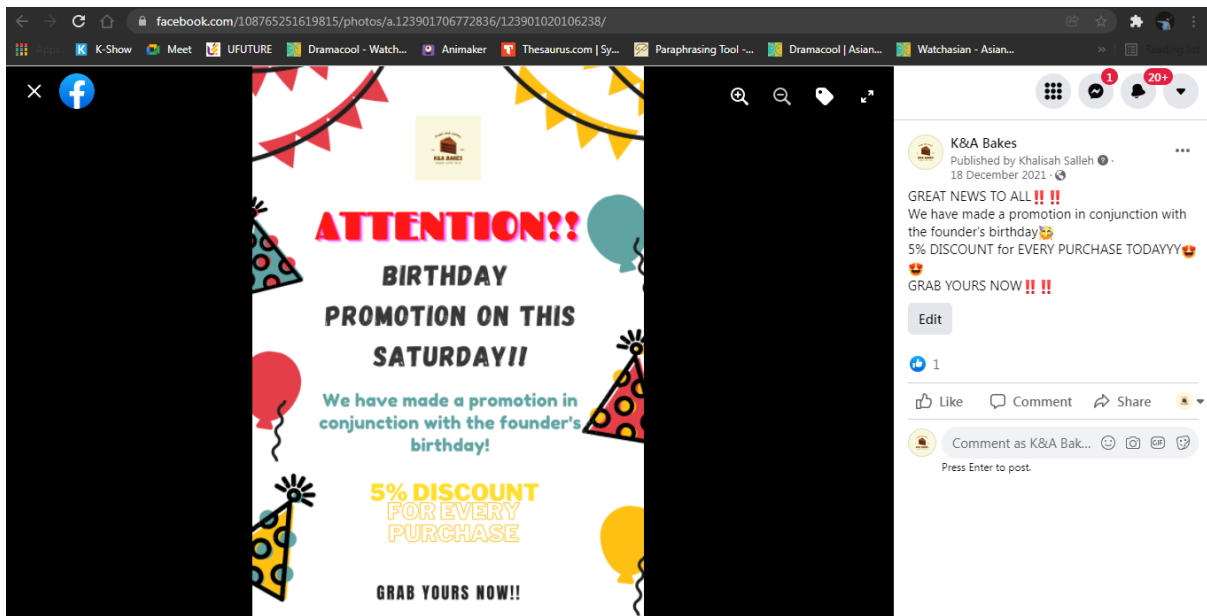 facebook.com/108765251619815/photos/a.123901706772836/123901020106238/
Apps K-Show Meet UFUTURE Dramacool - Watch... Animaker Thesaurus.com | Sy... Paraphrasing Tool -... Dramacool | Asian... Watchasian - Asian... » Reading list
K&A BAKES
ATTENTION!!
BIRTHDAY
PROMOTION ON THIS
SATURDAY!!
We have made a promotion in
conjunction with the founder's
birthday!
5% DISCOUNT
FOR EVERY
PURCHASE
GRAB YOURS NOW!!
1
20+
K&A Bakes
Published by Khalisah Salleh ·
18 December 2021 ·
GREAT NEWS TO ALL‼️ ‼️
We have made a promotion in conjunction with
the founder's birthday🥳
5% DISCOUNT for EVERY PURCHASE TODAYYY😍
😍
GRAB YOURS NOW‼️ ‼️
Edit
1
Like Comment Share
Comment as K&A Bak... GIF
Press Enter to post.